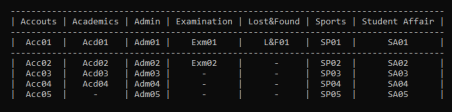 | Accouts | Academics | Admin | Examination | Lost&Found | Sports | Student Affair |
| Acc01 | Acd01 | Adm01 | Exm01 | L&F01 | SP01 | SA01 |
| Acc02 | Acd02 | Adm02 | Exm02 | - | SP02 | SA02 |
| Acc03 | Acd03 | Adm03 | - | - | SP03 | SA03 |
| Acc04 | Acd04 | Adm04 | - | - | SP04 | SA04 |
| Acc05 | - | Adm05 | - | - | SP05 | SA05 |